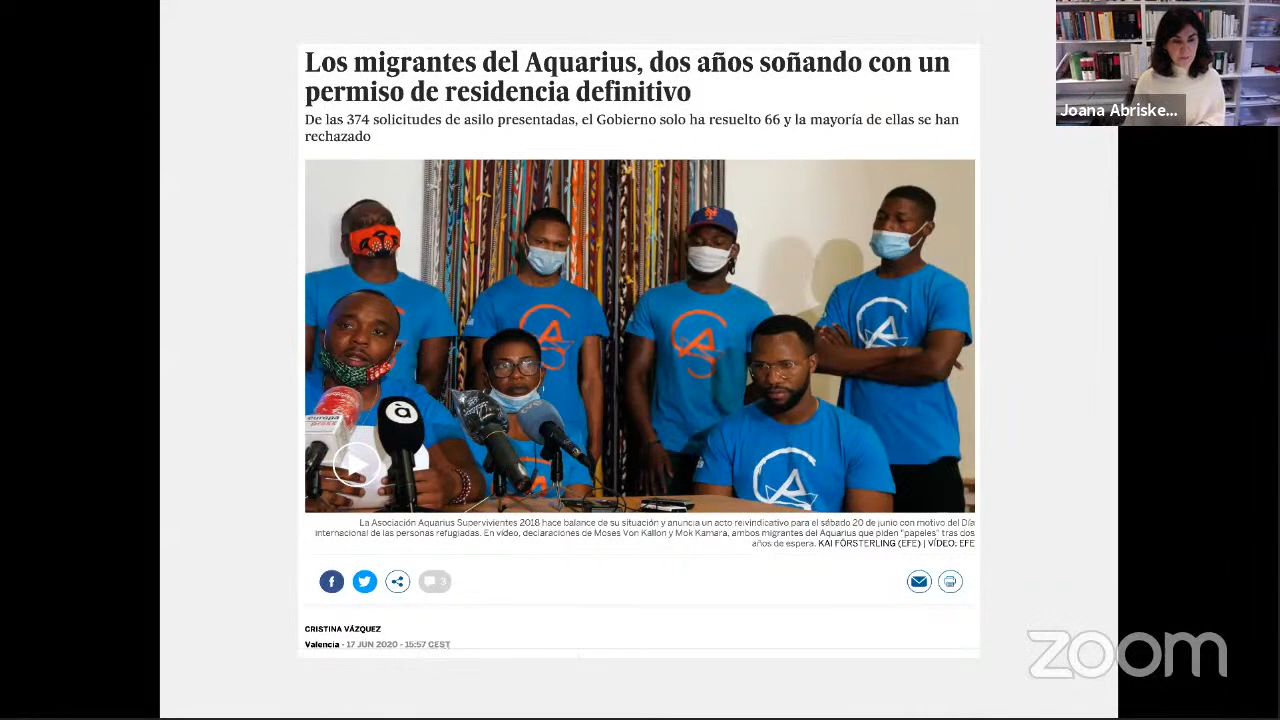 Los migrantes del Aquarius, dos años soñando con un
permiso de residencia definitivo
De las 374 solicitudes de asilo presentadas, el Gobierno solo ha resuelto 66 y la mayoría de ellas se han
rechazado
Joana Abriske...
europa
press
à
La Asociación Aquarius Supervivientes 2018 hace balance de su situación y anuncia un acto reivindicativo para el sábado 20 de junio con motivo del Día
Internacional de las personas refugiadas. En vídeo, declaraciones de Moses Von Kallon y Mok Kamara, ambos migrantes del Aquarius que piden "papeles" tras dos
años de espera. KAI FÖRSTERLING (EFE) | VÍDEO: EFE
3
CRISTINA VÁZQUEZ
Valencia - 17 JUN 2020 - 15:57 CEST
zoom